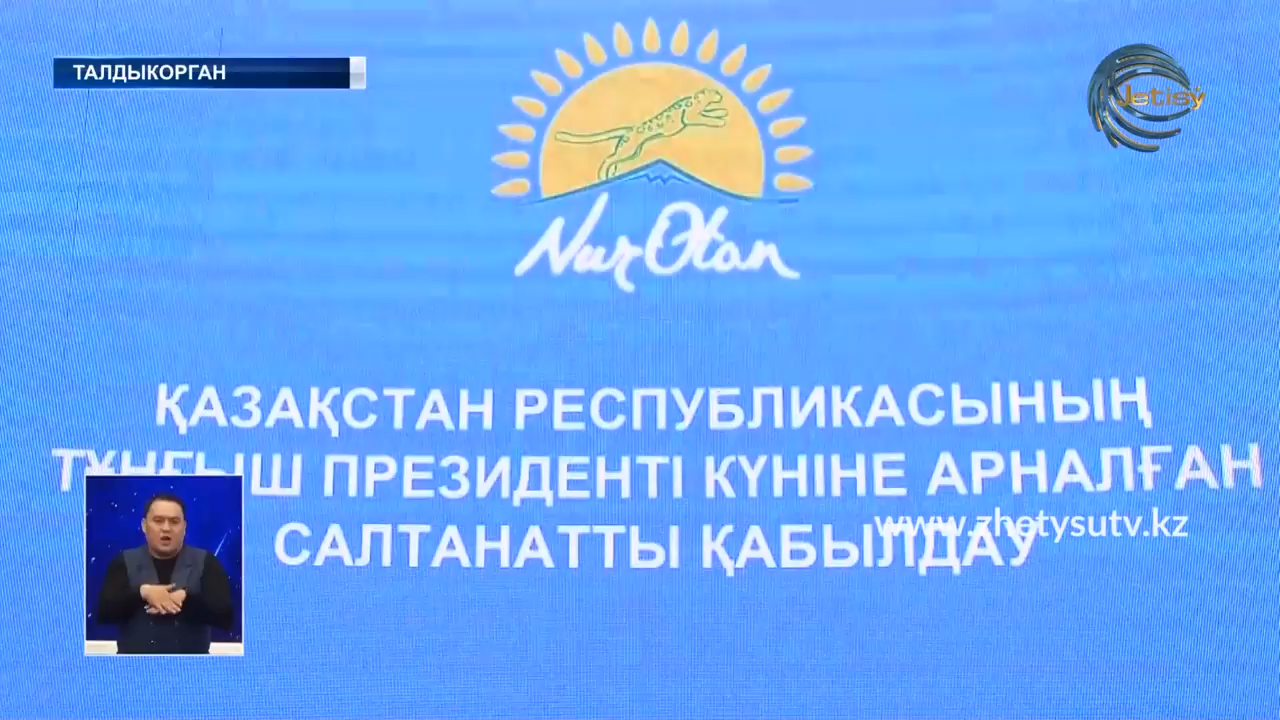 ТАЛДЫКОРГАН
Jetisý
Nur Otan
ҚАЗАҚСТАН РЕСПУБЛИКАСЫНЫҢ
ТҰҢҒЫШ ПРЕЗИДЕНТІ КҮНІНЕ АРНАЛҒАН
САЛТАНАТТЫ ҚАБЫЛДАУ
www.zhetysutv.kz